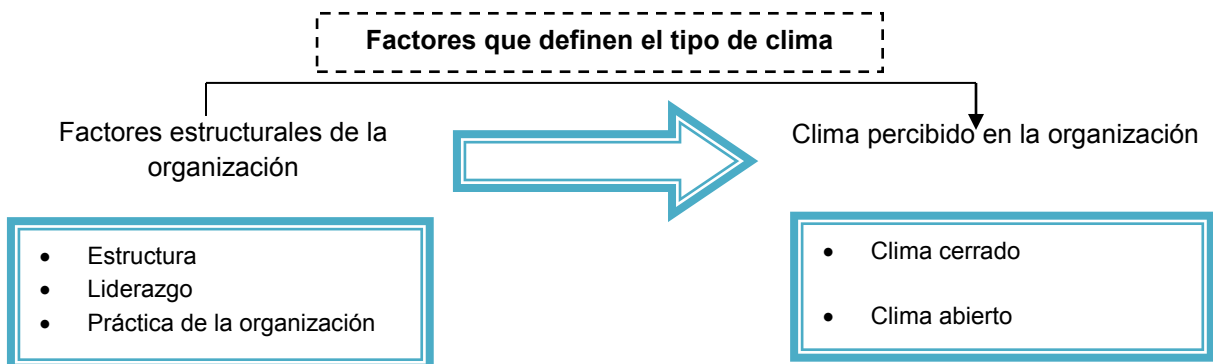 Factores que definen el tipo de clima
Factores estructurales de la
organización
Clima percibido en la organización
• Estructura
• Liderazgo
• Práctica de la organización
• Clima cerrado
• Clima abierto